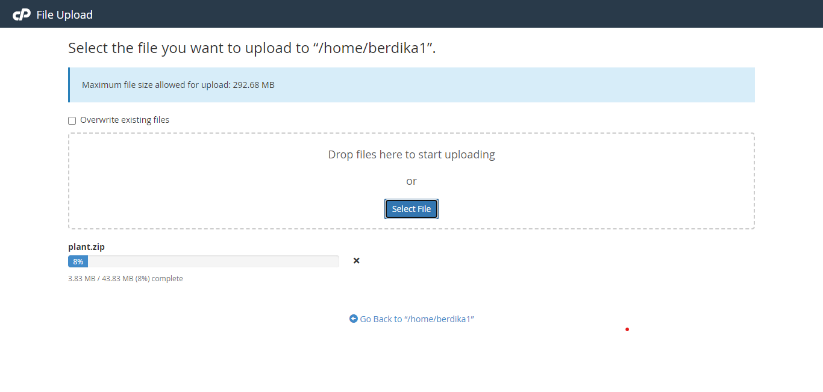 cP File Upload
Select the file you want to upload to “/home/berdika1”.
Maximum file size allowed for upload: 292.68 MB
Overwrite existing files
Drop files here to start uploading
or
Select File
plant.zip
8%
3.83 MB / 43.83 MB (8%) complete
Go Back to “/home/berdika1”